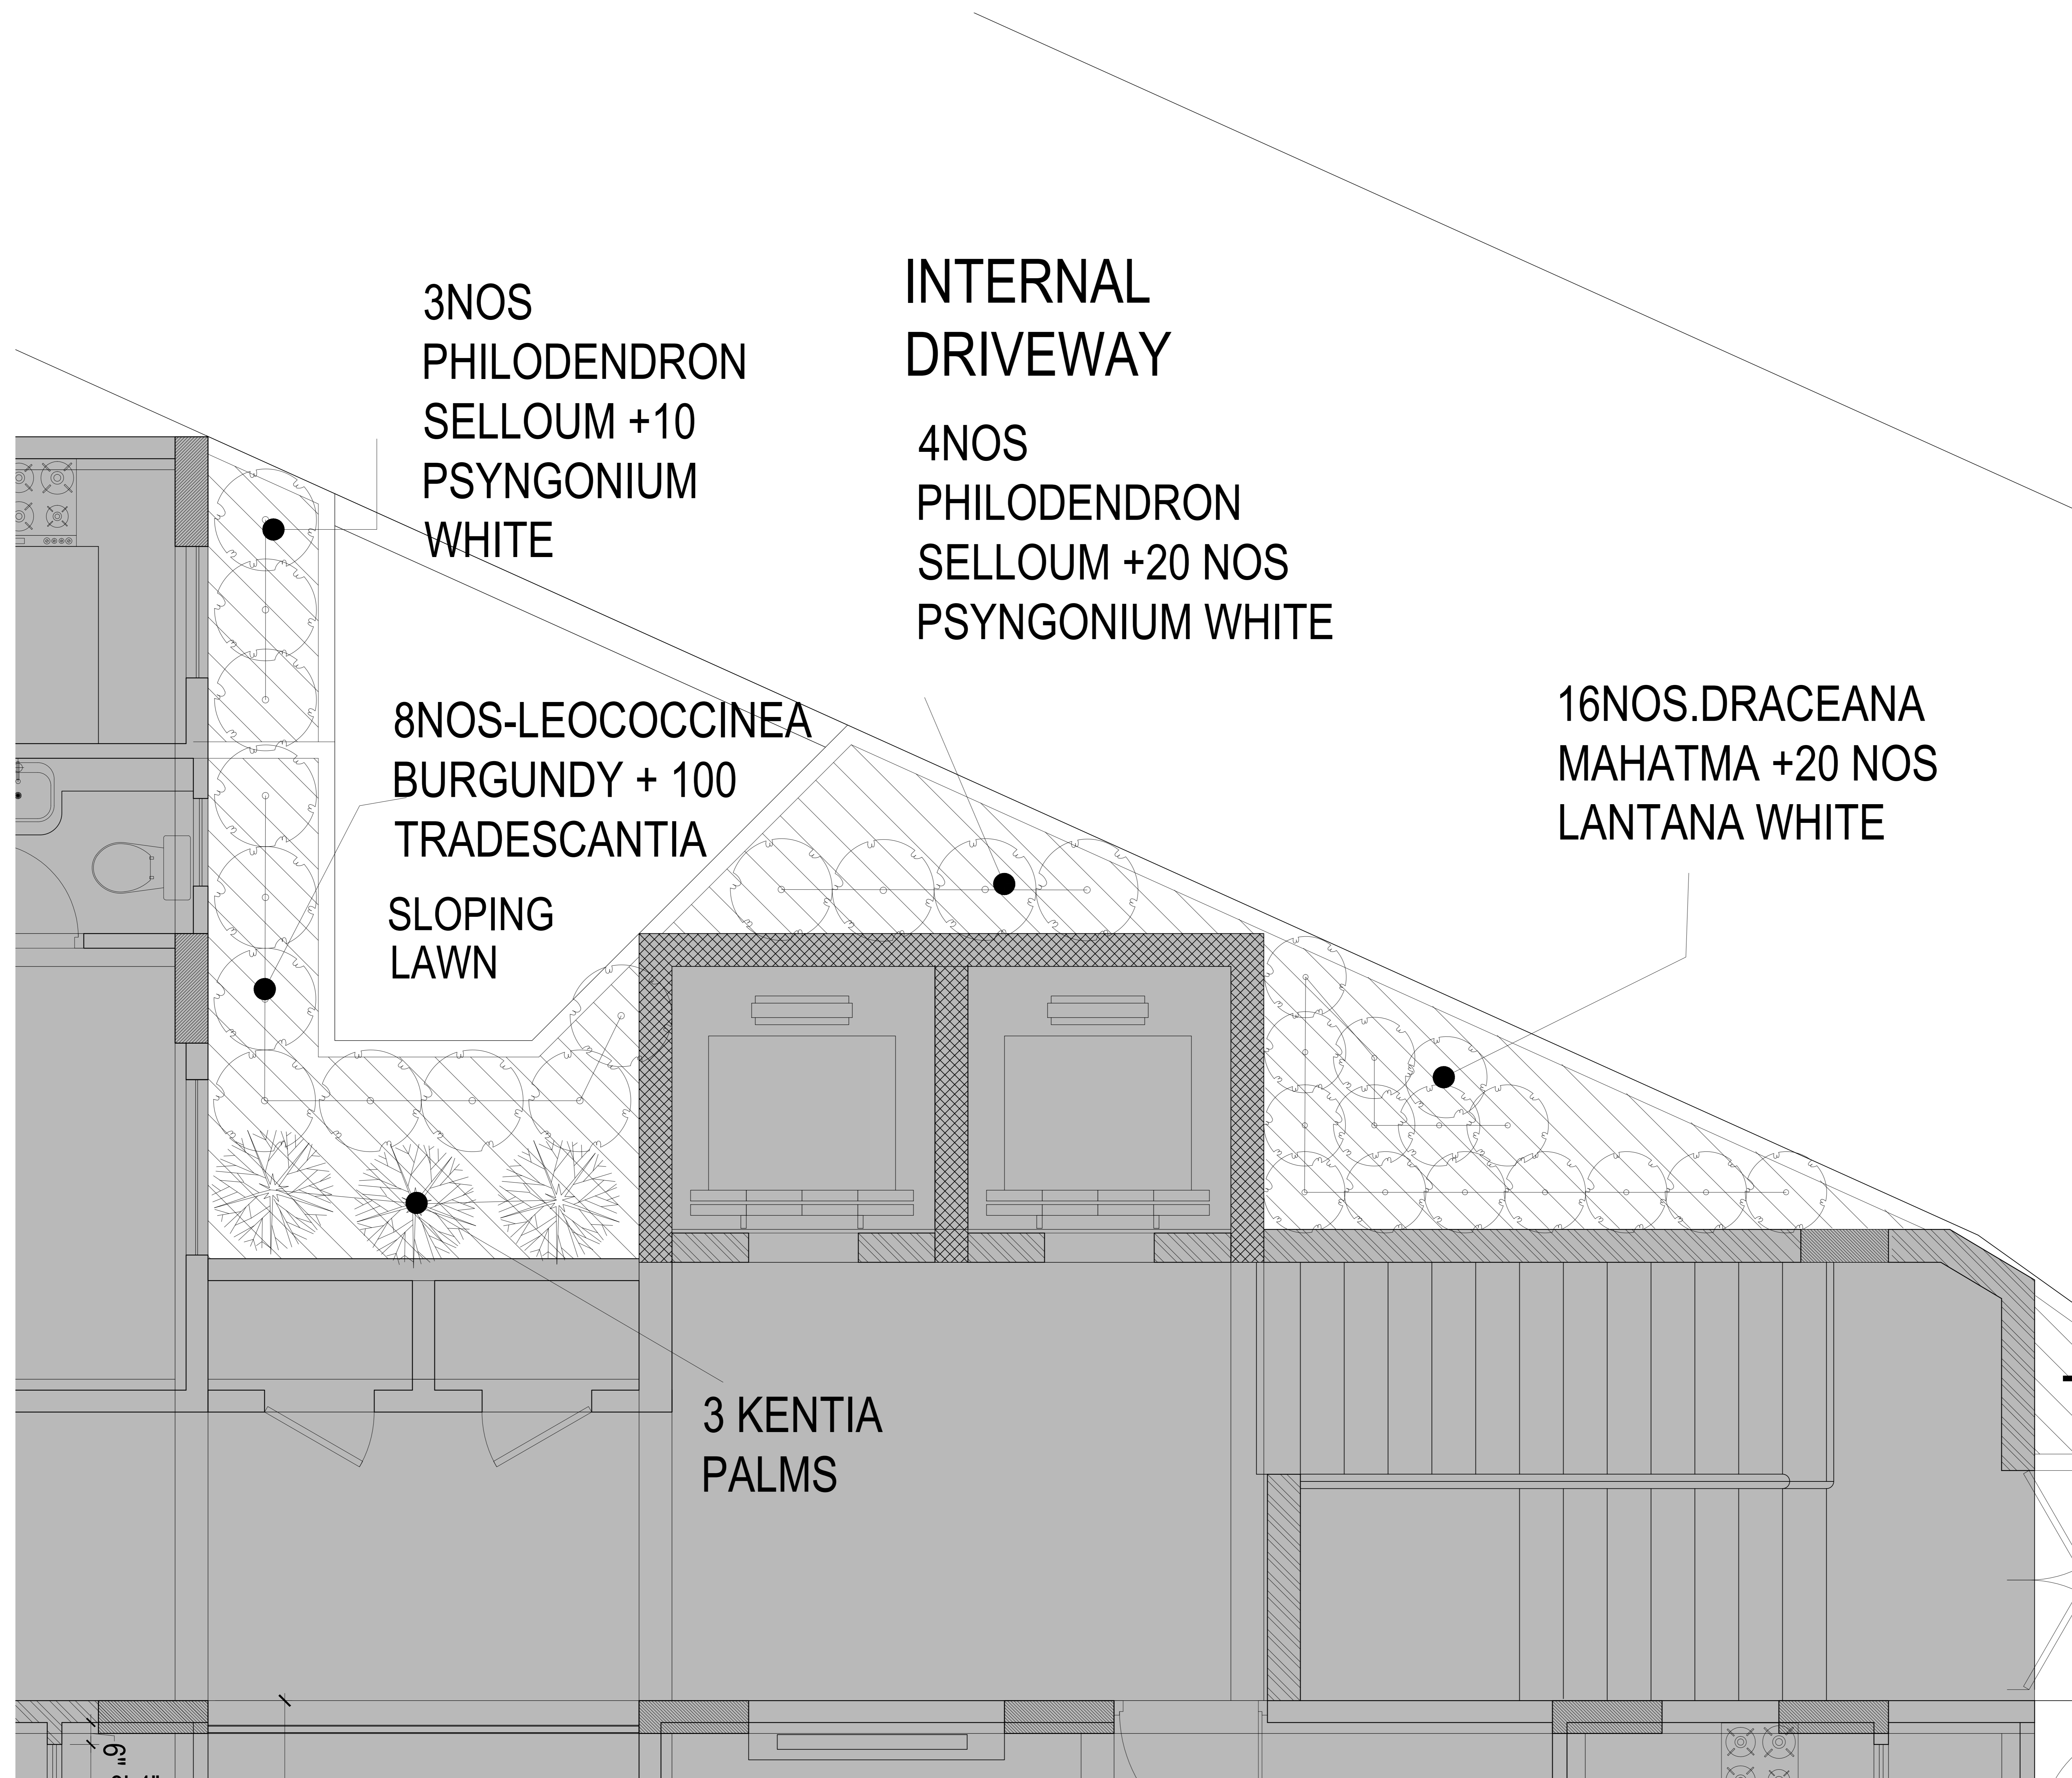 INTERNAL
DRIVEWAY
3NOS
PHILODENDRON
SELLOUM +10
PSYNGONIUM
WHITE
4NOS
PHILODENDRON
SELLOUM +20 NOS
PSYNGONIUM WHITE
16NOS.DRACEANA
MAHATMA +20 NOS
LANTANA WHITE
8NOS-LEOCOCCINEA
BURGUNDY + 100
TRADESCANTIA
SLOPING
LAWN
3 KENTIA
PALMS
9"